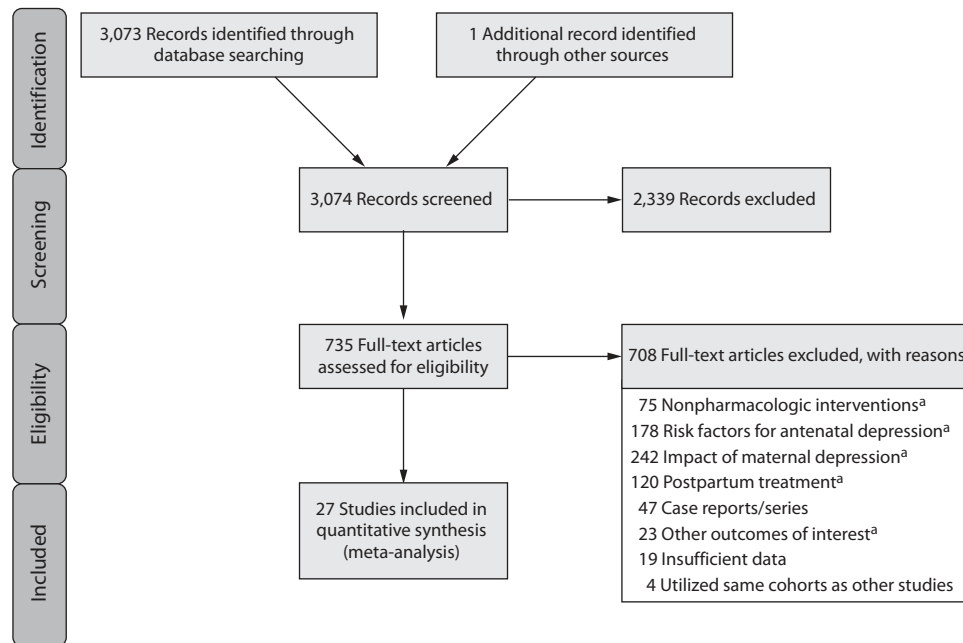 Identification
3,073 Records identified through
database searching
1 Additional record identified
through other sources
Screening
3,074 Records screened
2,339 Records excluded
Eligibility
735 Full-text articles
assessed for eligibility
708 Full-text articles excluded, with reasons
75 Nonpharmacologic interventionsᵃ
178 Risk factors for antenatal depressionᵃ
242 Impact of maternal depressionᵃ
120 Postpartum treatmentᵃ
47 Case reports/series
23 Other outcomes of interestᵃ
19 Insufficient data
4 Utilized same cohorts as other studies
Included
27 Studies included in
quantitative synthesis
(meta-analysis)